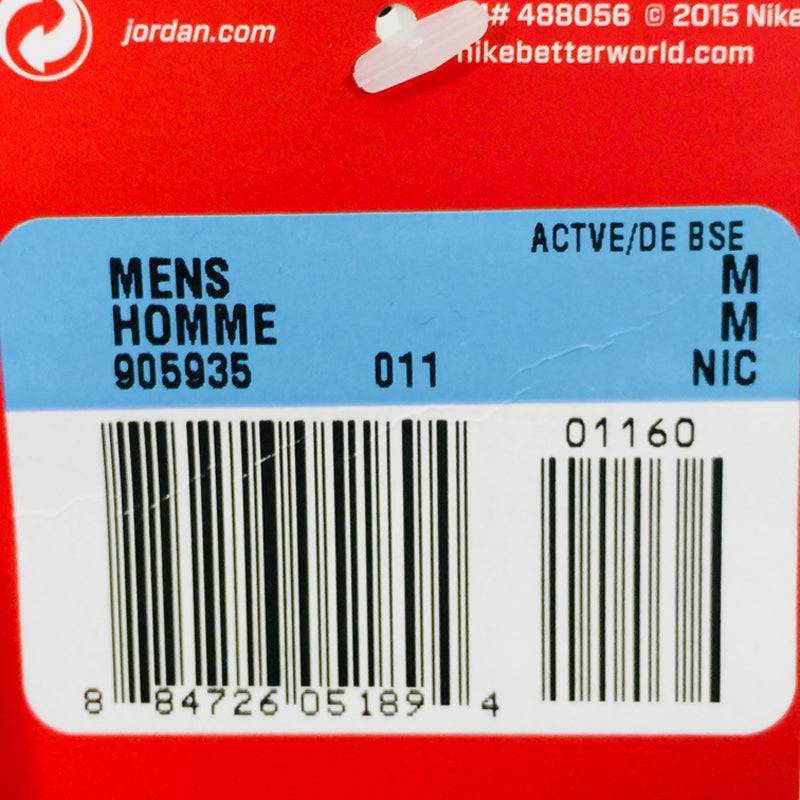 jordan.com
# 488056 © 2015 Nike
nikebetterworld.com
ACTVE/DE BSE
MENS M
HOMME M
905935 011 NIC
01160
8 84726 05189 4